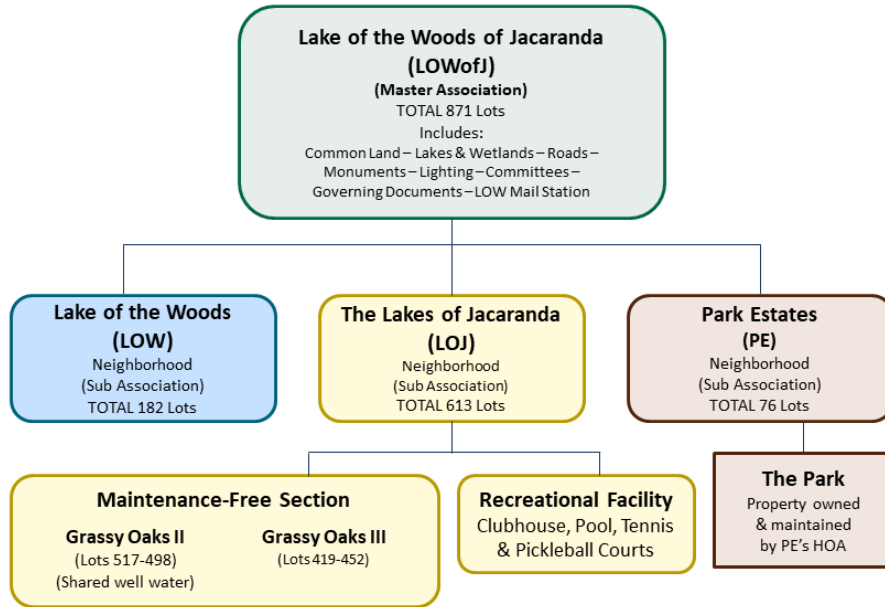 Lake of the Woods of Jacaranda
(LOWofJ)
(Master Association)
TOTAL 871 Lots
Includes:
Common Land – Lakes & Wetlands – Roads –
Monuments – Lighting – Committees –
Governing Documents – LOW Mail Station
Lake of the Woods
(LOW)
Neighborhood
(Sub Association)
TOTAL 182 Lots
The Lakes of Jacaranda
(LOJ)
Neighborhood
(Sub Association)
TOTAL 613 Lots
Park Estates
(PE)
Neighborhood
(Sub Association)
TOTAL 76 Lots
Maintenance-Free Section
Grassy Oaks II
(Lots 517-498)
(Shared well water)
Grassy Oaks III
(Lots 419-452)
Recreational Facility
Clubhouse, Pool, Tennis
& Pickleball Courts
The Park
Property owned
& maintained
by PE's HOA